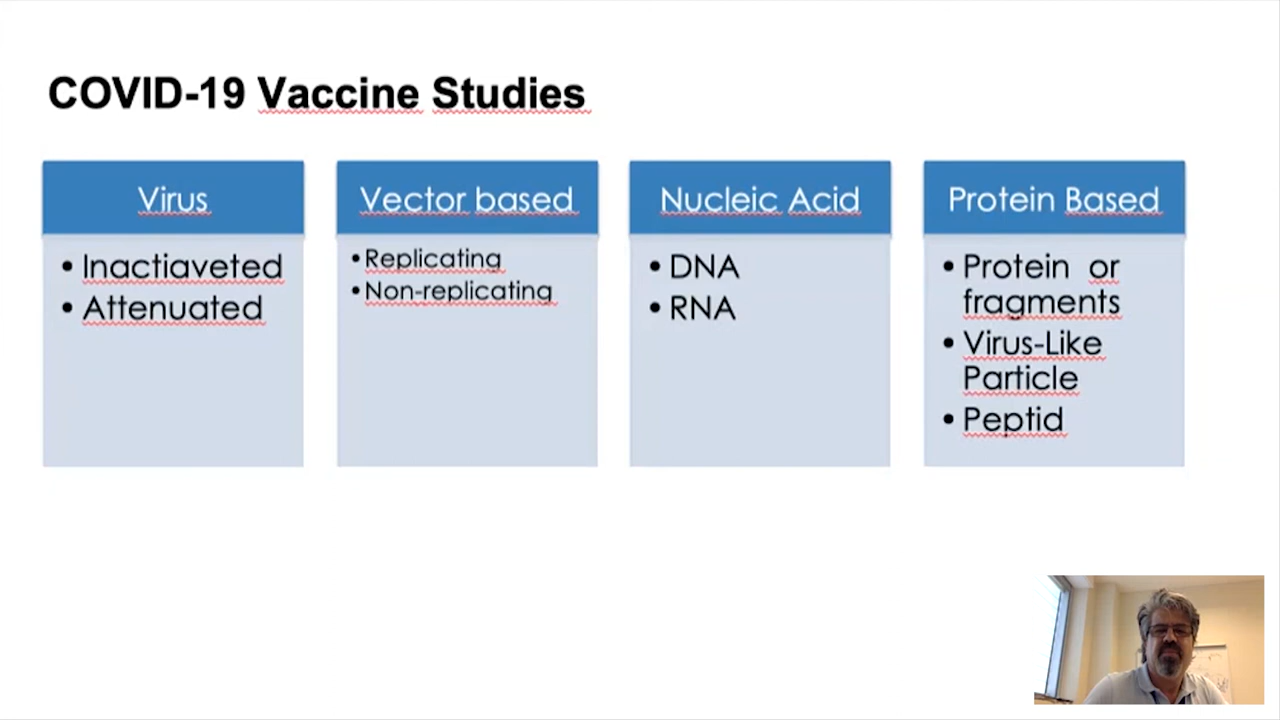 COVID-19 Vaccine Studies
Virus
• Inactiaveted
• Attenuated
Vector based
• Replicating
• Non-replicating
Nucleic Acid
• DNA
• RNA
Protein Based
• Protein or
fragments
• Virus-Like
Particle
• Peptid